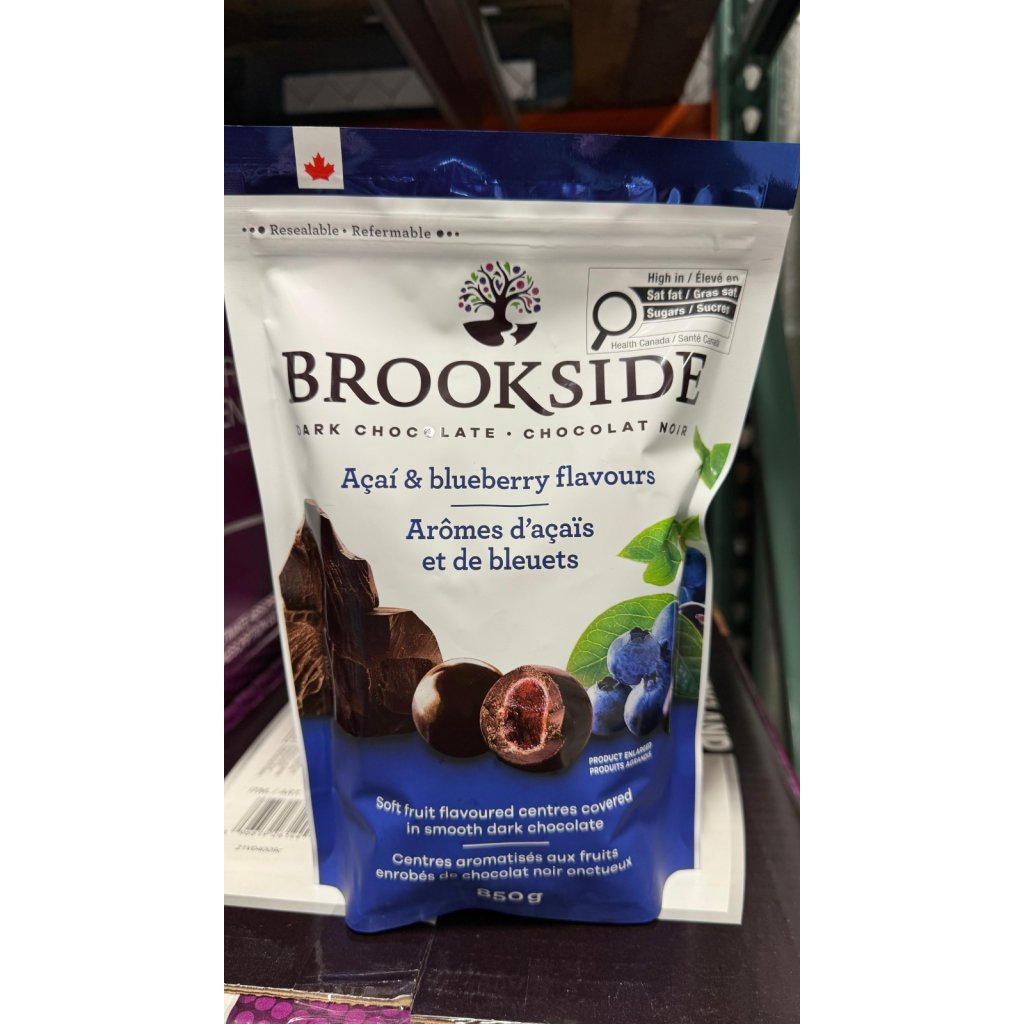 ••• Resealable • Refermable •••
High in / Élevé en
Sat fat / Gras sat
Sugars / Sucres
Health Canada / Santé Canada
BROOKSIDE
DARK CHOCOLATE • CHOCOLAT NOIR
Açaí & blueberry flavours
Arômes d'açaïs
et de bleuets
PRODUCT ENLARGED
PRODUITS AGRANDIS
Soft fruit flavoured centres covered
in smooth dark chocolate
Centres aromatisés aux fruits
enrobés de chocolat noir onctueux
850 g